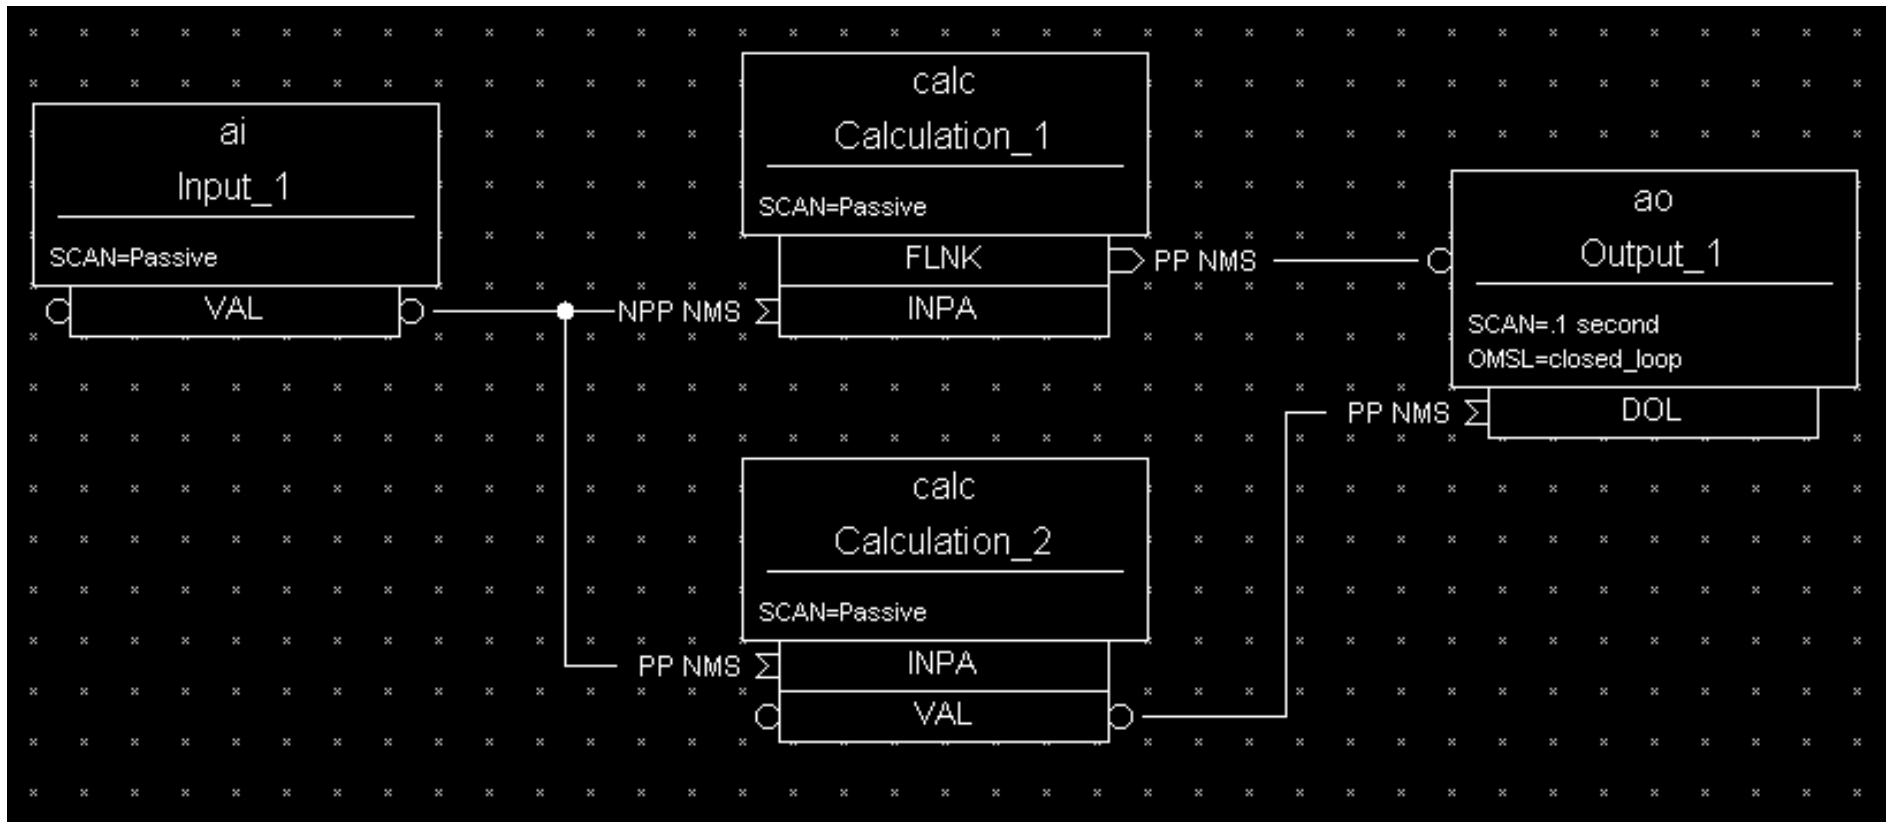 ai
Input_1
SCAN=Passive
VAL
calc
Calculation_1
SCAN=Passive
FLNK
PP NMS
NPP NMS
INPA
ao
Output_1
SCAN=.1 second
OMSL=closed_loop
PP NMS
DOL
calc
Calculation_2
SCAN=Passive
PP NMS
INPA
VAL